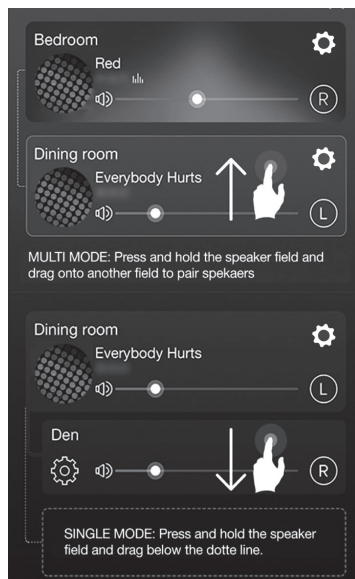 Bedroom
Red
R
Dining room
Everybody Hurts
L
MULTI MODE: Press and hold the speaker field and
drag onto another field to pair spekaers
Dining room
Everybody Hurts
L
Den
R
SINGLE MODE: Press and hold the speaker
field and drag below the dotte line.